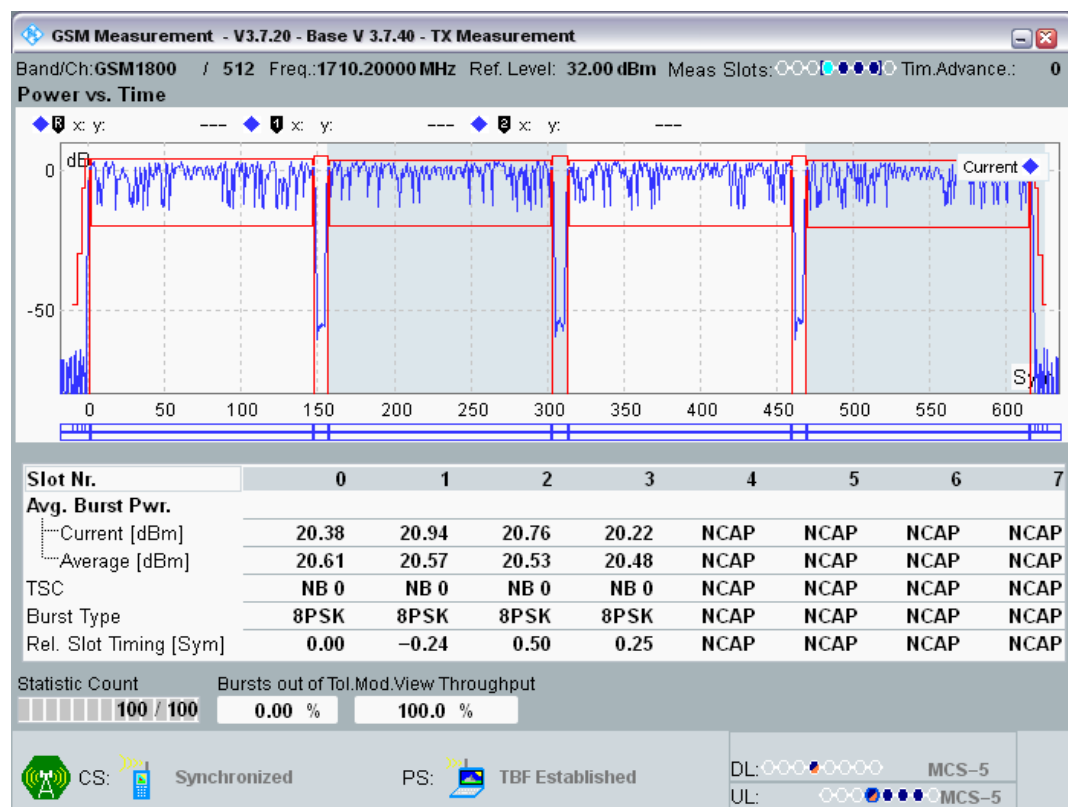 GSM Measurement - V3.7.20 - Base V 3.7.40 - TX Measurement
Band/Ch:GSM1800 / 512 Freq.:1710.20000 MHz Ref. Level: 32.00 dBm Meas Slots: Tim.Advance.: 0
Power vs. Time
R x: y: --- 1 x: y: --- 2 x: y: ---
dB
Current
0
-50
Sym
0 50 100 150 200 250 300 350 400 450 500 550 600
Slot Nr. 0 1 2 3 4 5 6 7
Avg. Burst Pwr.
Current [dBm] 20.38 20.94 20.76 20.22 NCAP NCAP NCAP NCAP
Average [dBm] 20.61 20.57 20.53 20.48 NCAP NCAP NCAP NCAP
TSC NB 0 NB 0 NB 0 NB 0 NCAP NCAP NCAP NCAP
Burst Type 8PSK 8PSK 8PSK 8PSK NCAP NCAP NCAP NCAP
Rel. Slot Timing [Sym] 0.00 −0.24 0.50 0.25 NCAP NCAP NCAP NCAP
Statistic Count Bursts out of Tol. Mod.View Throughput
100 / 100 0.00 % 100.0 %
CS: Synchronized PS: TBF Established DL: MCS−5
UL: MCS−5